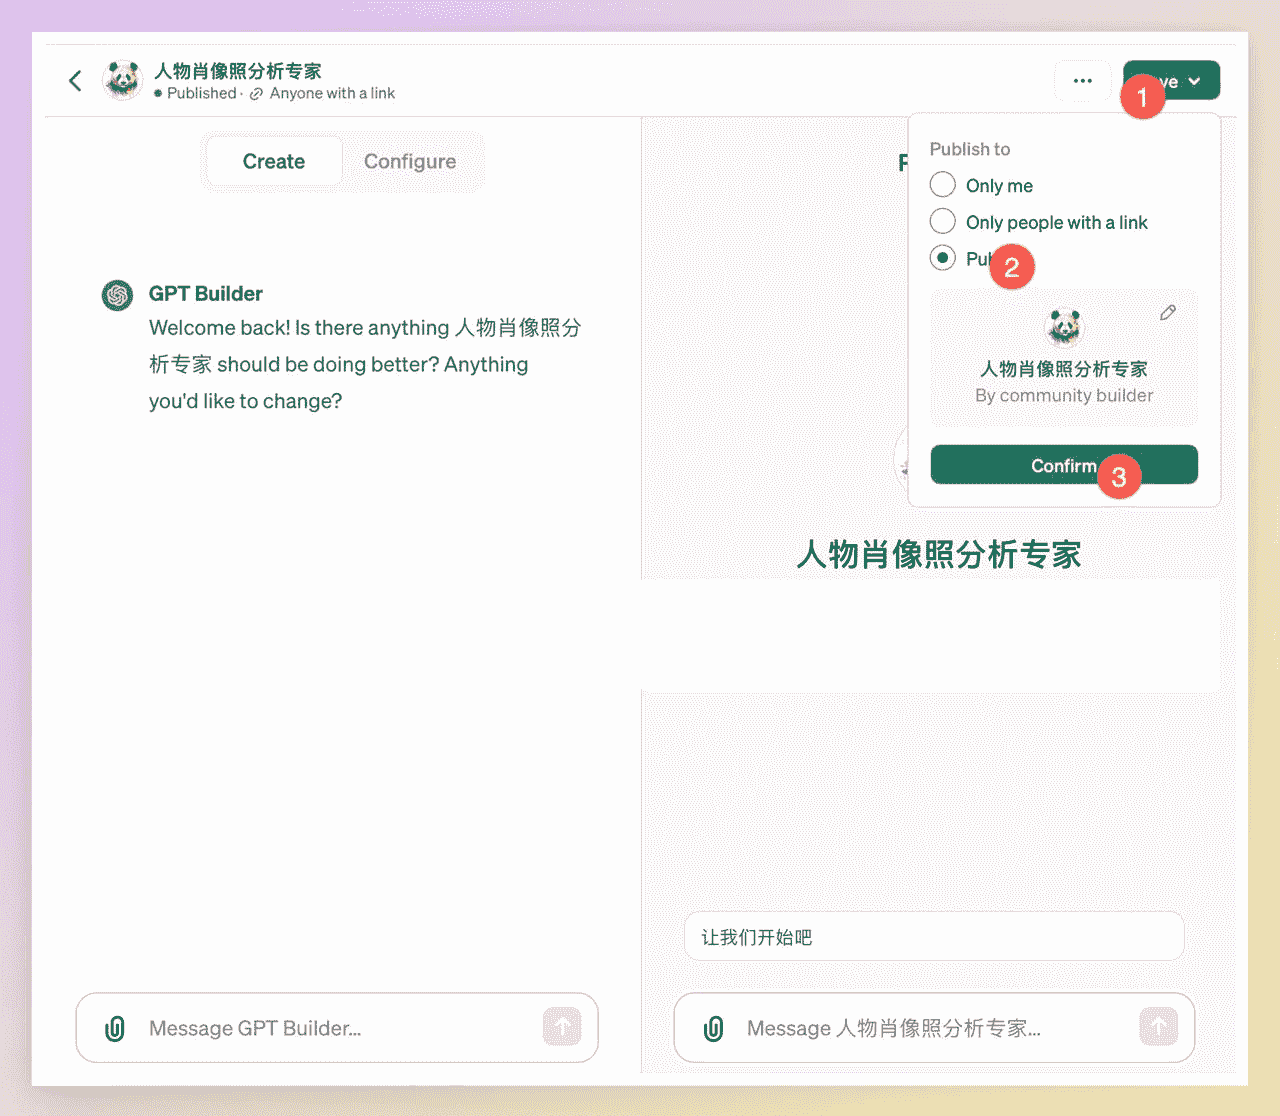 人物肖像照分析专家
Published · Anyone with a link
1
Create
Configure
Publish to
Only me
Only people with a link
2
GPT Builder
Welcome back! Is there anything 人物肖像照分
析专家 should be doing better? Anything
you'd like to change?
人物肖像照分析专家
By community builder
Confirm
3
人物肖像照分析专家
让我们开始吧
Message GPT Builder...
Message 人物肖像照分析专家...